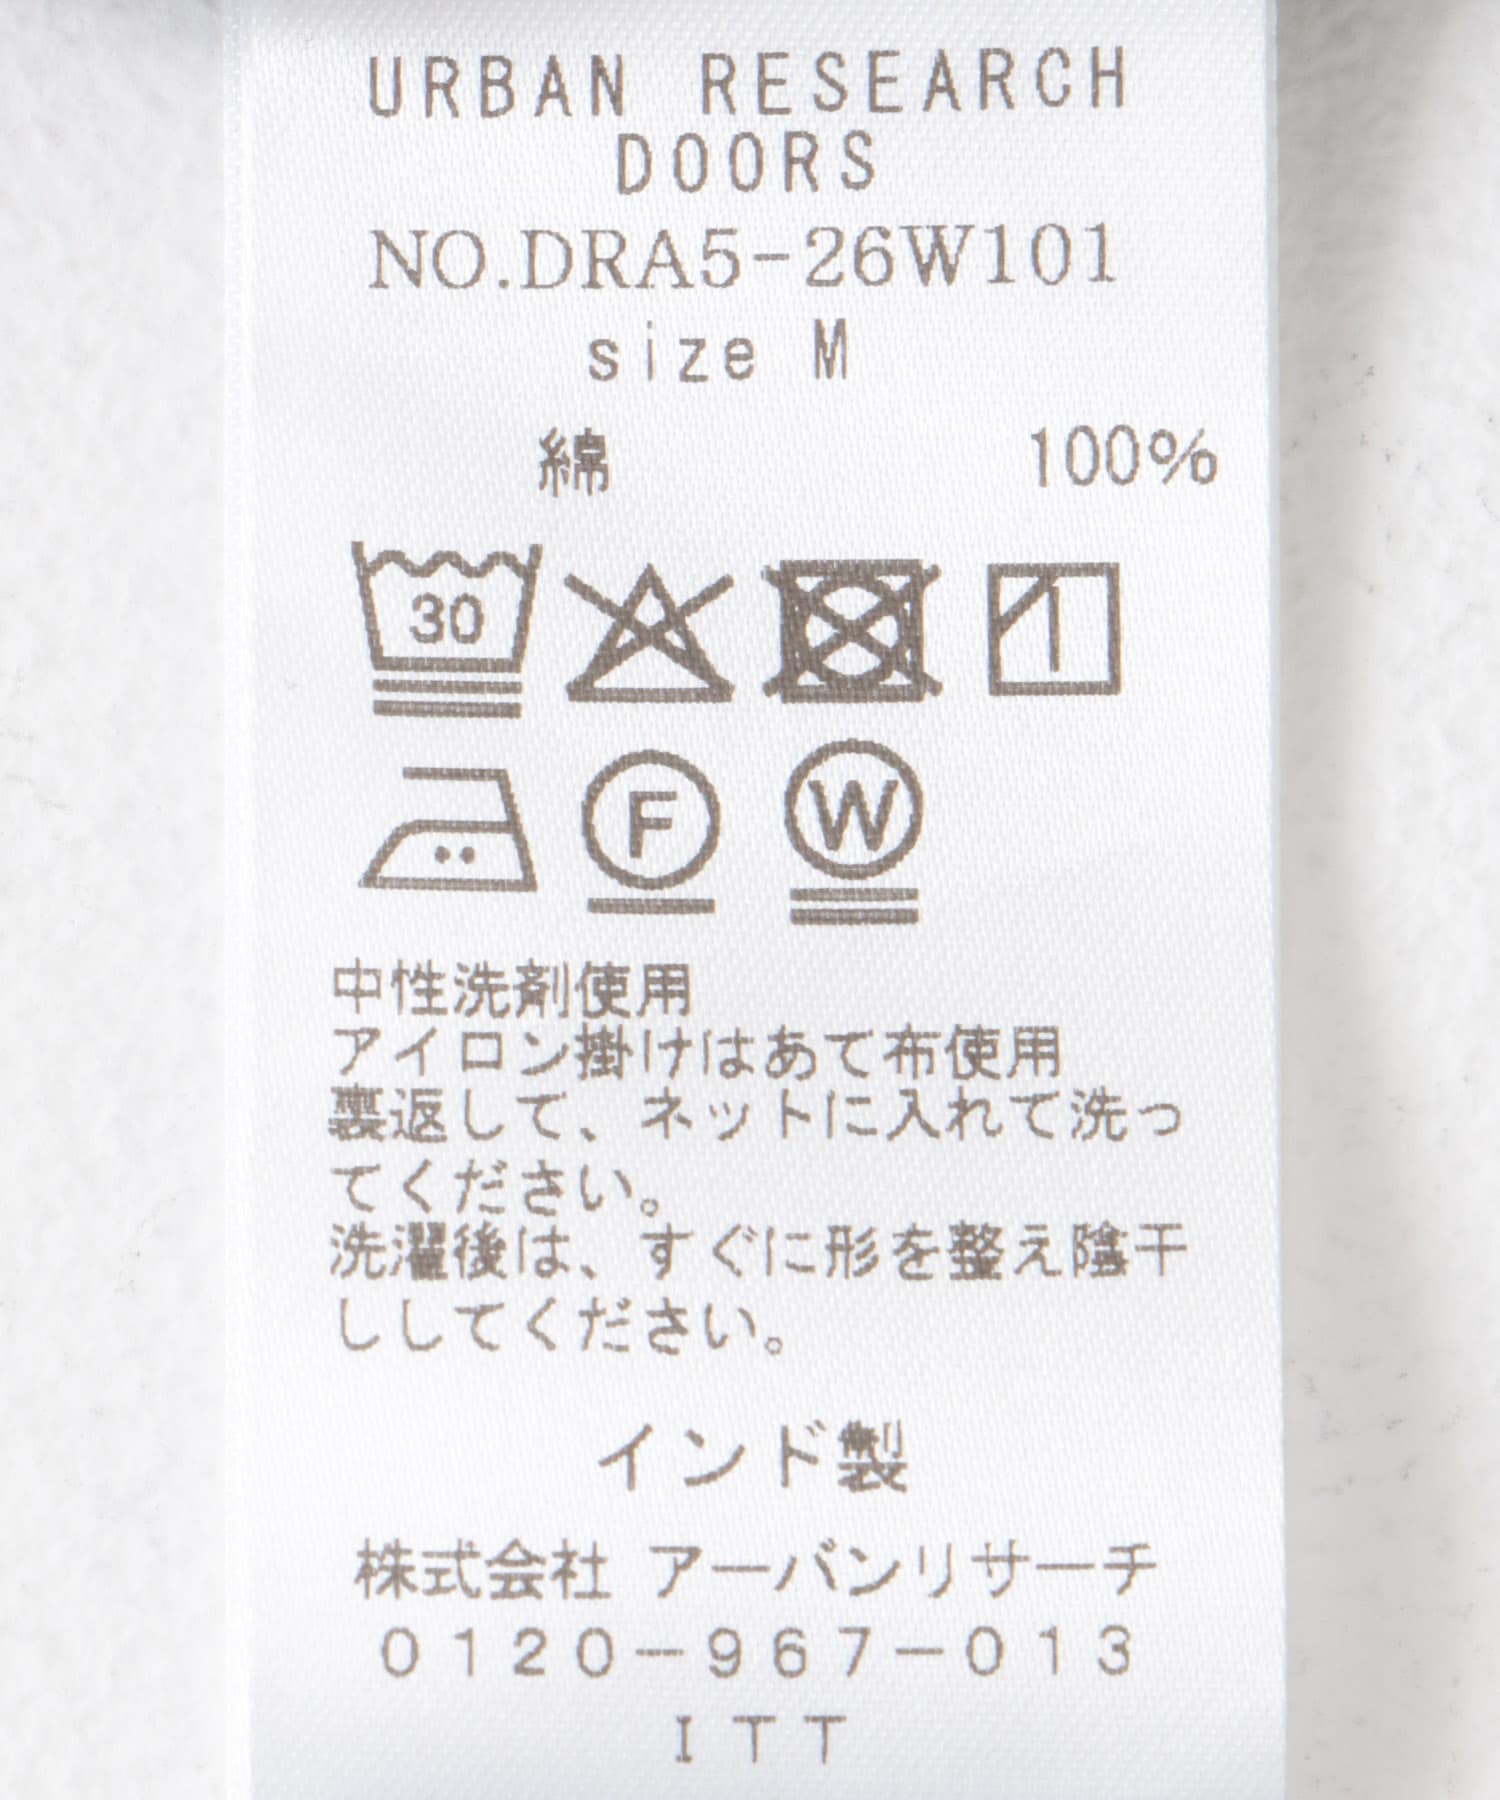 URBAN RESEARCH
DOORS
NO.DRA5-26W101
size M
綿 100%
30
F W
中性洗剤使用
アイロン掛けはあて布使用
裏返して、ネットに入れて洗っ
てください。
洗濯後は、すぐに形を整え陰干
ししてください。
インド製
株式会社 アーバンリサーチ
0120-967-013
ITT